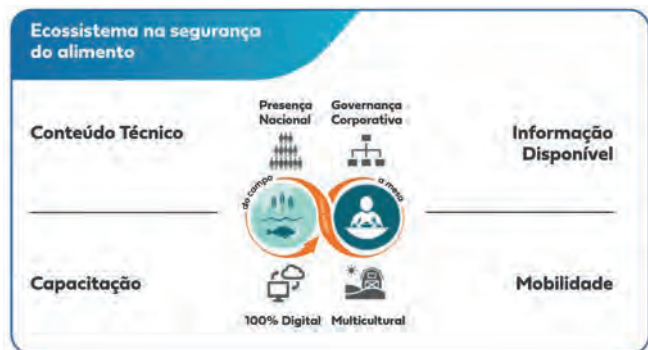 Ecossistema na segurança
do alimento
Conteúdo Técnico
Presença
Nacional
Governança
Corporativa
Informação
Disponível
do campo
a mesa
Capacitação
100% Digital
Multicultural
Mobilidade